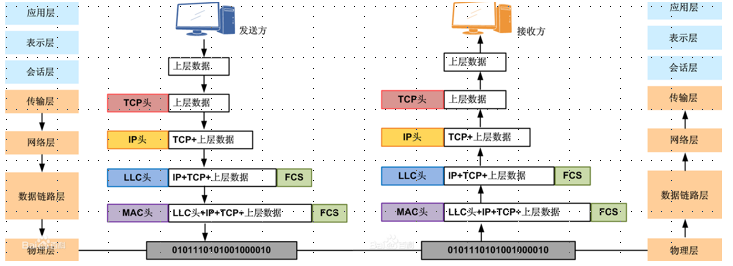 应用层
表示层
会话层
传输层
网络层
数据链路层
物理层
发送方
上层数据
TCP头 上层数据
IP头 TCP+上层数据
LLC头 IP+TCP+上层数据 FCS
MAC头 LLC头+IP+TCP+上层数据 FCS
0101110101001000010
接收方
上层数据
TCP头 上层数据
IP头 TCP+上层数据
LLC头 IP+TCP+上层数据 FCS
MAC头 LLC头+IP+TCP+上层数据 FCS
0101110101001000010
应用层
表示层
会话层
传输层
网络层
数据链路层
物理层